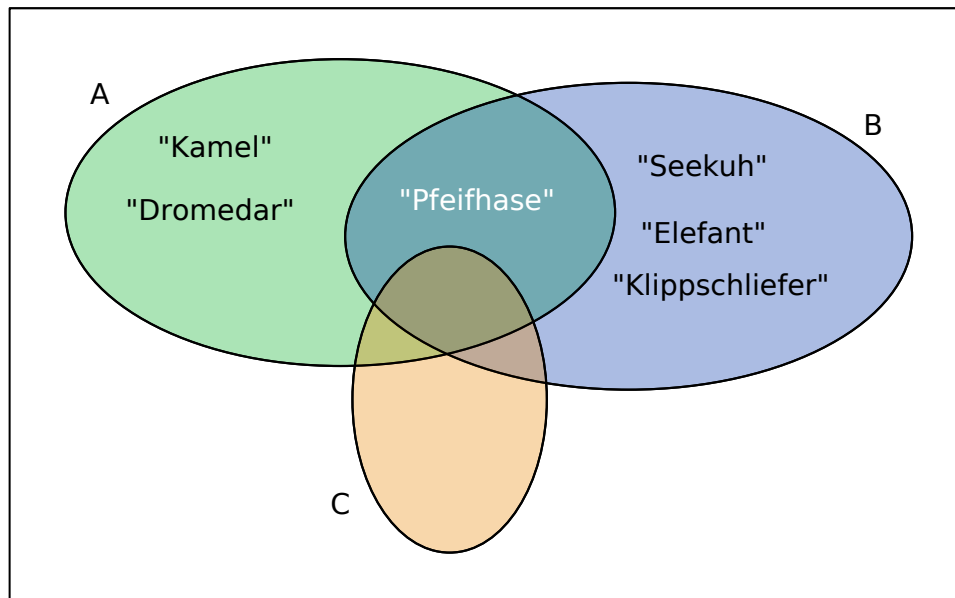 A
B
"Kamel"
"Dromedar"
"Pfeifhase"
"Seekuh"
"Elefant"
"Klippschliefer"
C